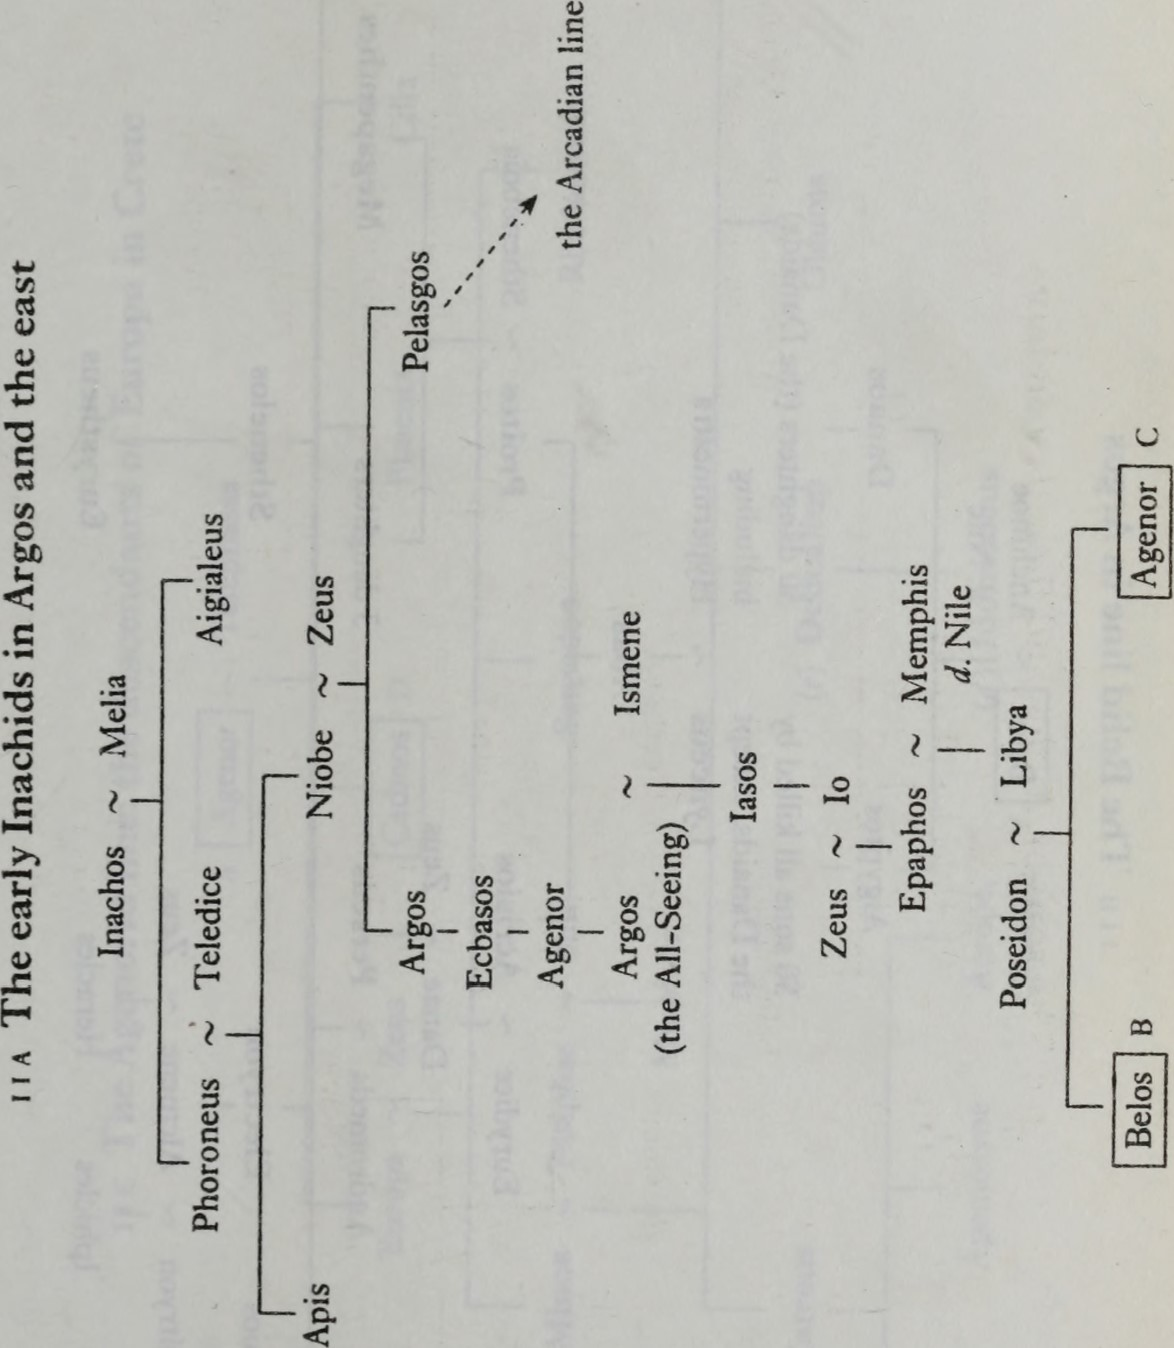 11A The early Inachids in Argos and the east
Inachos ~ Melia
Phoroneus ~ Teledice Aigialeus
Apis Niobe ~ Zeus
Argos Pelasgos
Ecbasos
Agenor the Arcadian line
Argos ~ Ismene
(the All-Seeing)
Iasos
Zeus ~ Io
Epaphos ~ Memphis
d. Nile
Poseidon ~ Libya
Belos B Agenor C